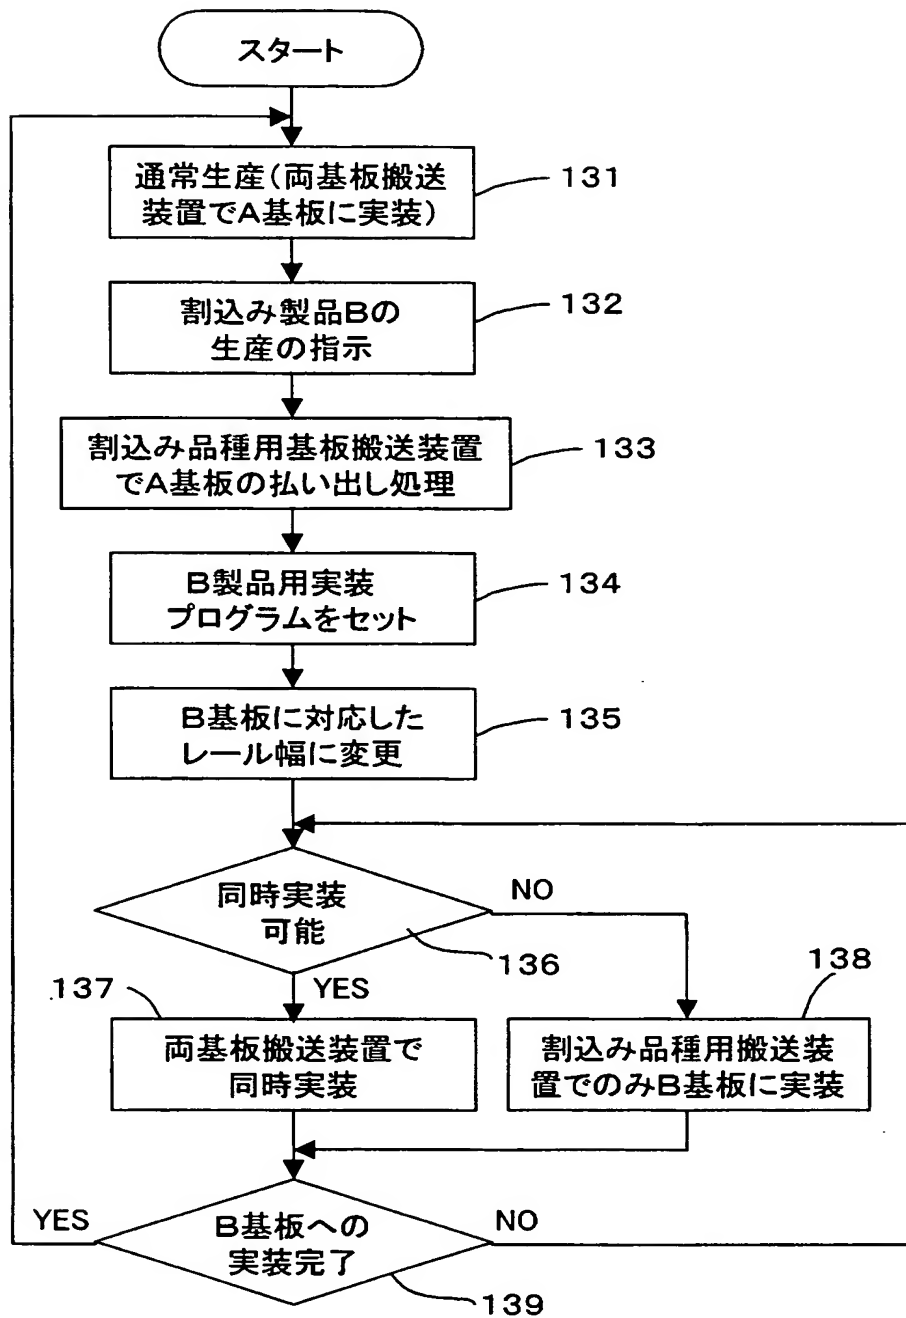 スタート
通常生産(両基板搬送
装置でA基板に実装)
131
割込み製品Bの
生産の指示
132
割込み品種用基板搬送装置
でA基板の払い出し処理
133
B製品用実装
プログラムをセット
134
B基板に対応した
レール幅に変更
135
同時実装
可能
NO
136
YES
137
138
両基板搬送装置で
同時実装
割込み品種用搬送装
置でのみB基板に実装
YES
B基板への
実装完了
NO
139